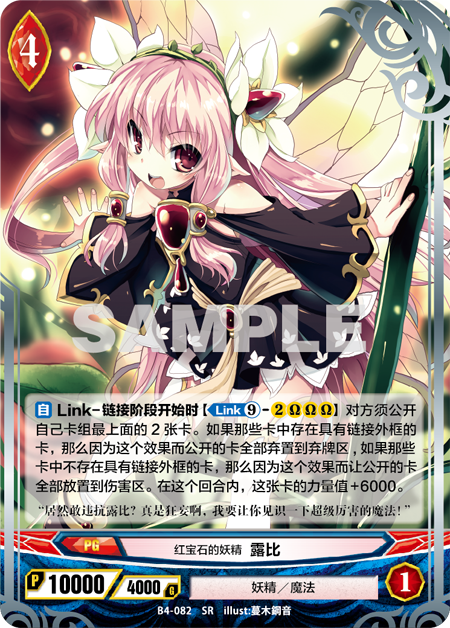 4
SAMPLE
自 Link-链接阶段开始时【Link 9 - 2 Ω Ω Ω】对方须公开
自己卡组最上面的2张卡。如果那些卡中存在具有链接外框的
卡，那么因为这个效果而公开的卡全部弃置到弃牌区，如果那些
卡中不存在具有链接外框的卡，那么因为这个效果而让公开的卡
全部放置到伤害区。在这个回合内，这张卡的力量值+6000。
“居然敢违抗露比？真是狂妄啊，我要让你见识一下超级厉害的魔法！”
PG 红宝石的妖精 露比
P 10000 4000 G 妖精／魔法 1
B4-082 SR illust:蔓木鋼音